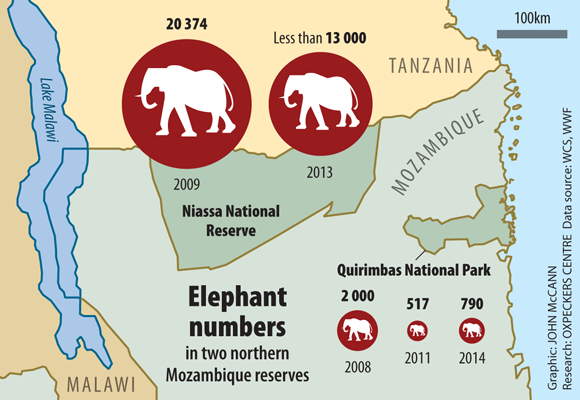 20 374
Less than 13 000
100km
TANZANIA
Lake Malawi
MOZAMBIQUE
2009
2013
Niassa National
Reserve
Quirimbas National Park
Elephant
numbers
in two northern
Mozambique reserves
2 000
517
790
2008
2011
2014
MALAWI
Graphic: JOHN McCANN
Research: OXPECKERS CENTRE Data source: WCS, WWF